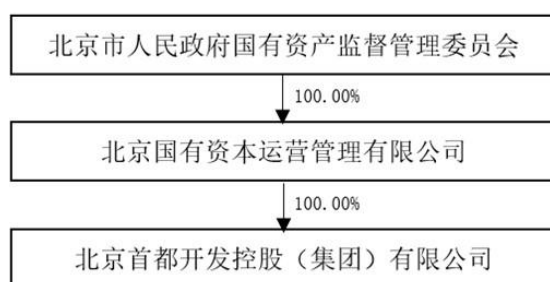 北京市人民政府国有资产监督管理委员会
100.00%
北京国有资本运营管理有限公司
100.00%
北京首都开发控股（集团）有限公司